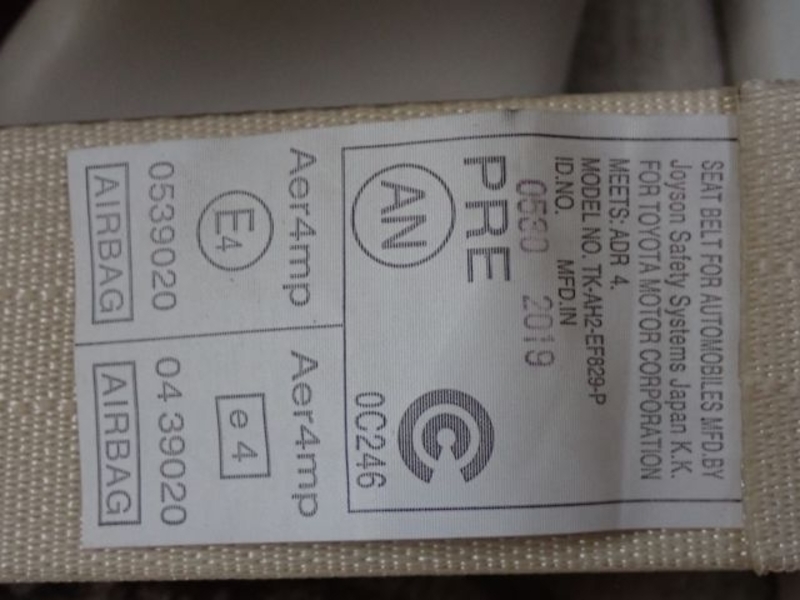 SEAT BELT FOR AUTOMOBILES MFD.BY
Joyson Safety Systems Japan K.K.
FOR TOYOTA MOTOR CORPORATION
MEETS: ADR 4.
MODEL NO. TK-AH2-EF829-P
ID.NO. MFD.IN
0530 2019
PRE
AN
C
0C246
Aer4mp
E4
0539020
AIRBAG
Aer4mp
e 4
04 39020
AIRBAG